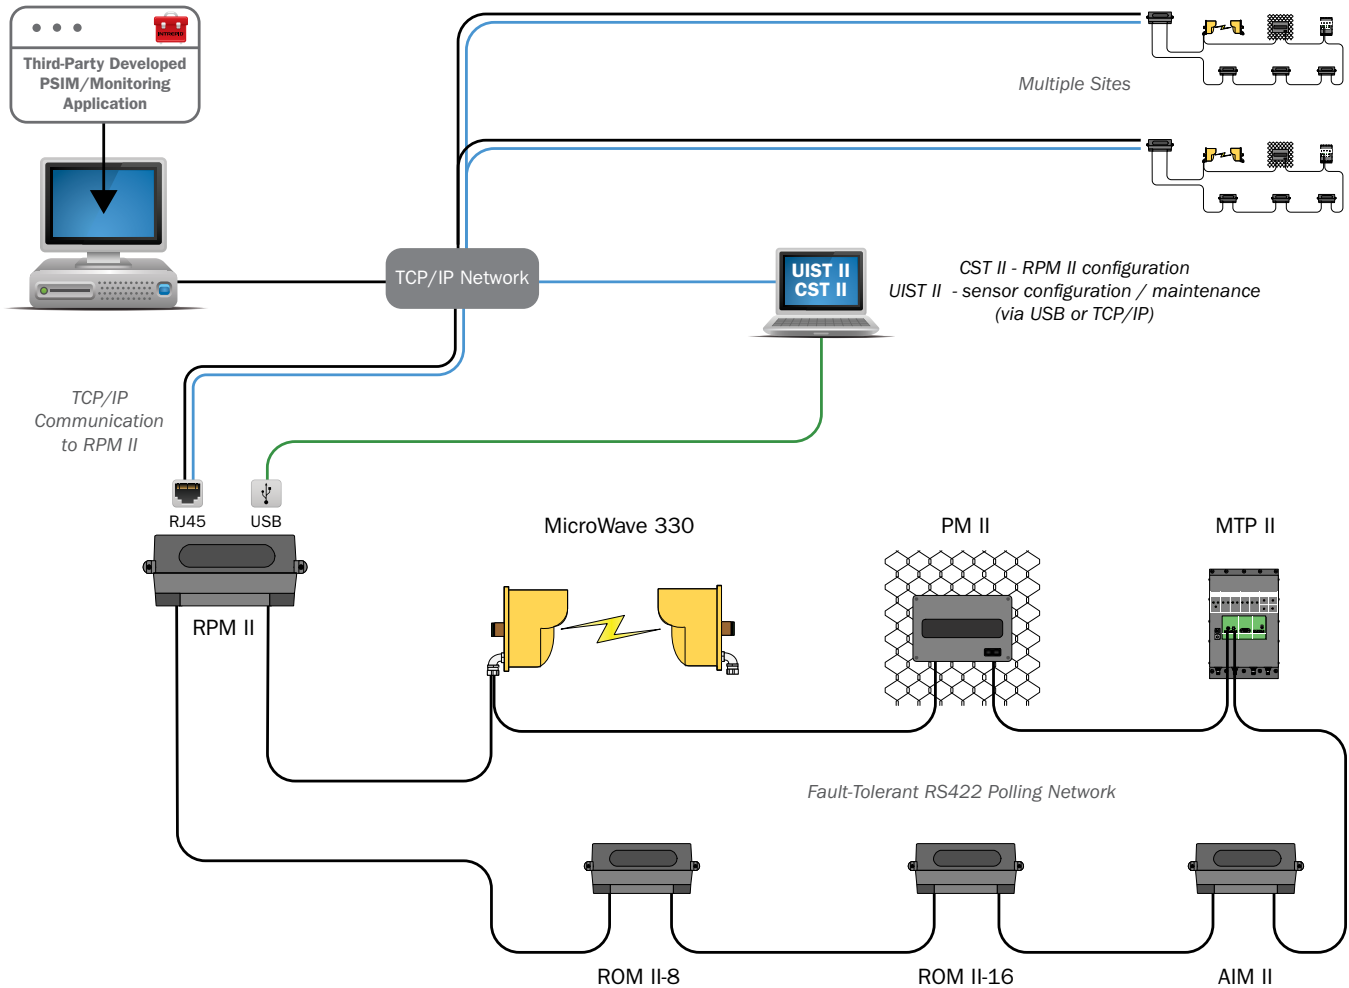 INTREPID
Third-Party Developed
PSIM/Monitoring
Application
Multiple Sites
TCP/IP Network
UIST II
CST II
CST II - RPM II configuration
UIST II - sensor configuration / maintenance
(via USB or TCP/IP)
TCP/IP
Communication
to RPM II
RJ45
USB
RPM II
MicroWave 330
PM II
MTP II
Fault-Tolerant RS422 Polling Network
ROM II-8
ROM II-16
AIM II